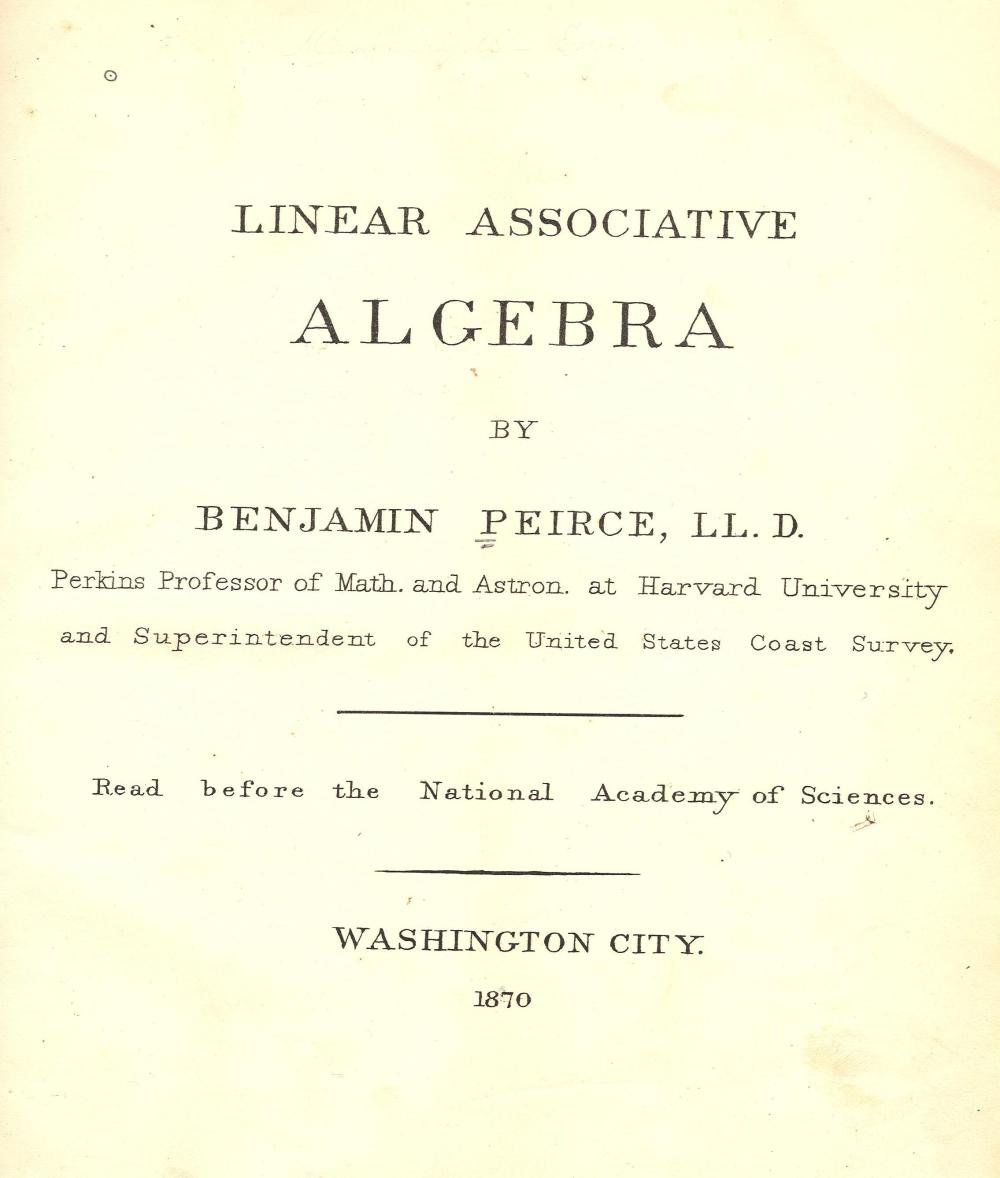 LINEAR ASSOCIATIVE
ALGEBRA
BY
BENJAMIN PEIRCE, LL. D.
Perkins Professor of Math. and Astron. at Harvard University
and Superintendent of the United States Coast Survey.
Read before the National Academy of Sciences.
WASHINGTON CITY.
1870